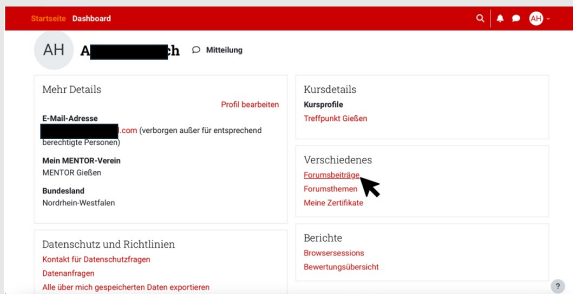 Startseite Dashboard
AH
AH A ch Mitteilung
Mehr Details
Profil bearbeiten
E-Mail-Adresse
.com (verborgen außer für entsprechend
berechtigte Personen)
Mein MENTOR-Verein
MENTOR Gießen
Bundesland
Nordrhein-Westfalen
Datenschutz und Richtlinien
Kontakt für Datenschutzfragen
Datenanfragen
Alle über mich gespeicherten Daten exportieren
Kursdetails
Kursprofile
Treffpunkt Gießen
Verschiedenes
Forumsbeiträge
Forumsthemen
Meine Zertifikate
Berichte
Browsersessions
Bewertungsübersicht
?